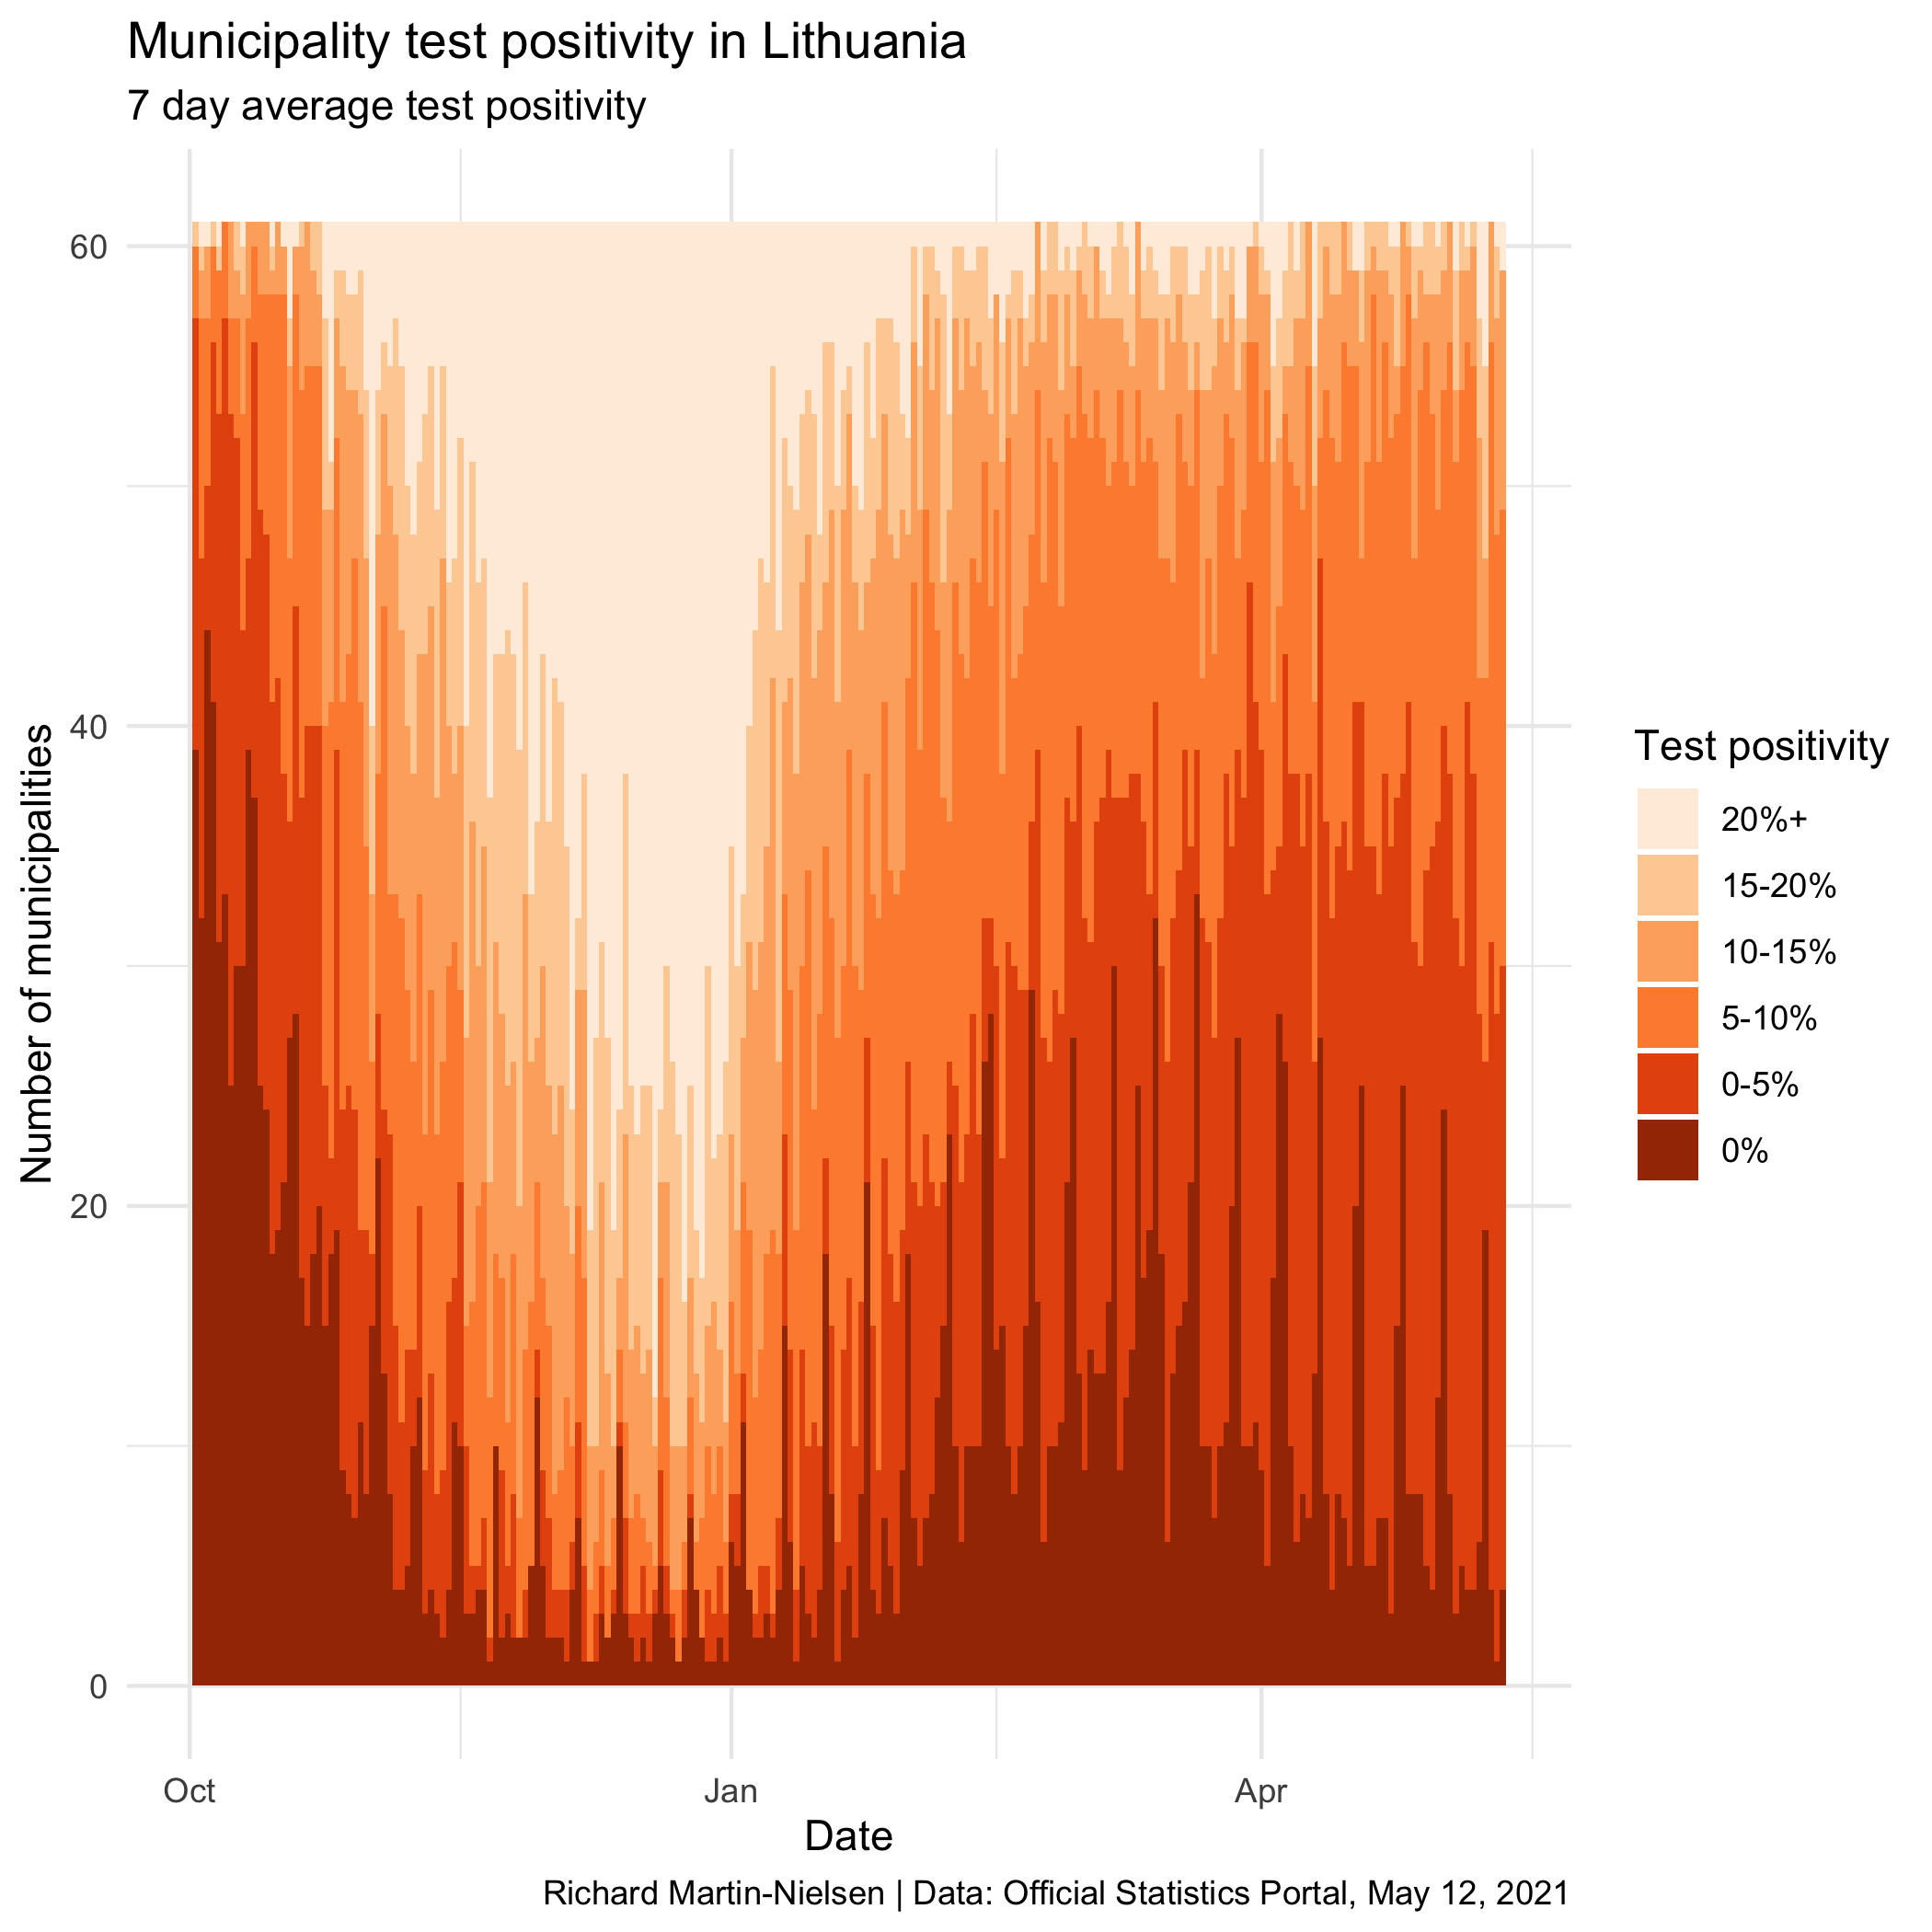 Municipality test positivity in Lithuania
7 day average test positivity
Number of municipalities
60
40
20
0
Oct
Jan
Apr
Date
Test positivity
20%+
15-20%
10-15%
5-10%
0-5%
0%
Richard Martin-Nielsen | Data: Official Statistics Portal, May 12, 2021